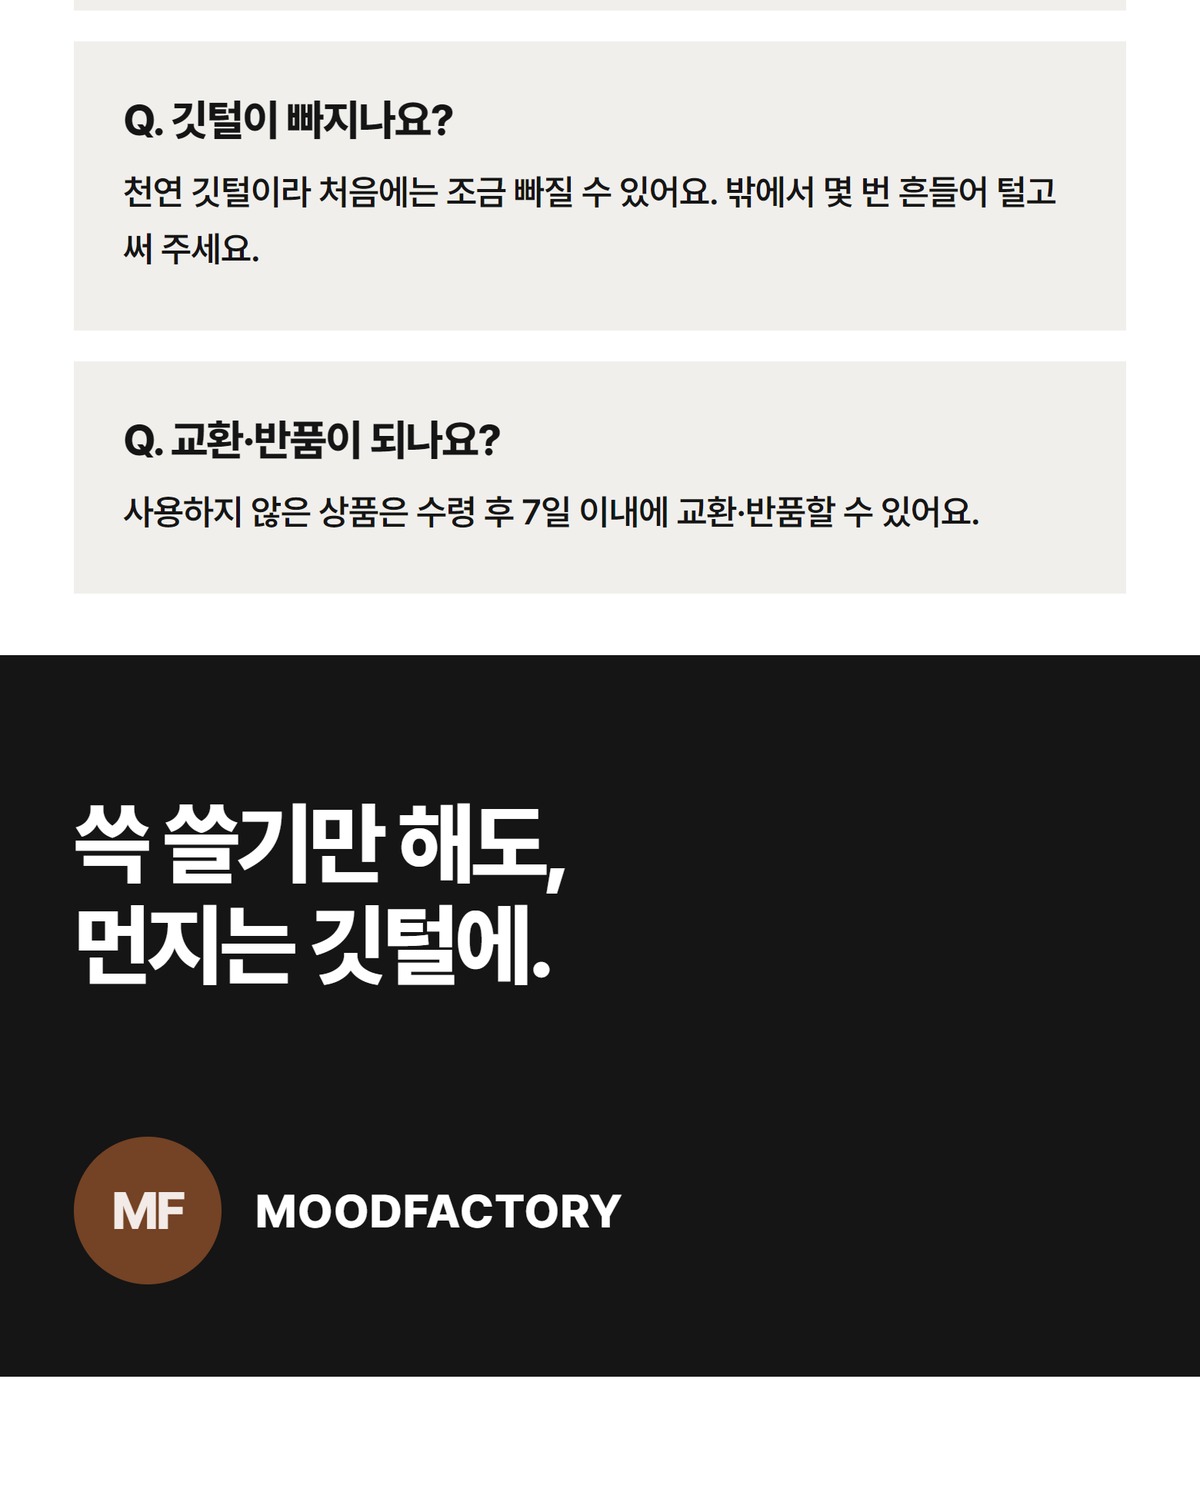 Q. 깃털이 빠지나요?
천연 깃털이라 처음에는 조금 빠질 수 있어요. 밖에서 몇 번 흔들어 털고
써 주세요.
Q. 교환·반품이 되나요?
사용하지 않은 상품은 수령 후 7일 이내에 교환·반품할 수 있어요.
쓱 쓸기만 해도,
먼지는 깃털에.
MF
MOODFACTORY